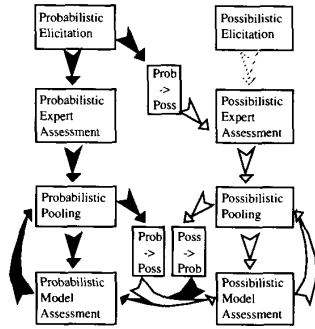 Probabilistic
Elicitation
Possibilistic
Elicitation
Prob
->
Poss
Probabilistic
Expert
Assessment
Possibilistic
Expert
Assessment
Probabilistic
Pooling
Possibilistic
Pooling
Prob
->
Poss
Poss
->
Prob
Probabilistic
Model
Assessment
Possibilistic
Model
Assessment